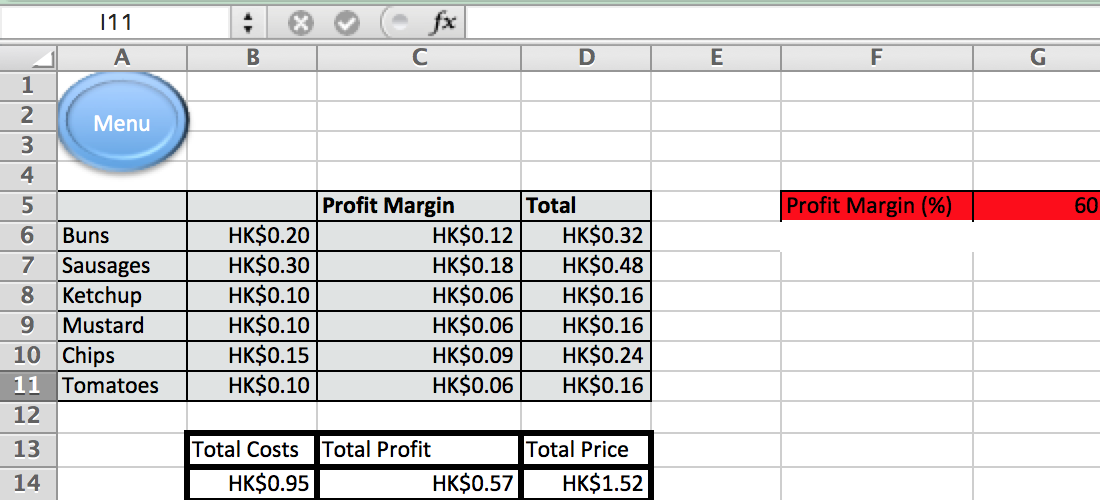 I11 fx
A B C D E F G
1
2 Menu
3
4
5 Profit Margin Total Profit Margin (%) 60
6 Buns HK$0.20 HK$0.12 HK$0.32
7 Sausages HK$0.30 HK$0.18 HK$0.48
8 Ketchup HK$0.10 HK$0.06 HK$0.16
9 Mustard HK$0.10 HK$0.06 HK$0.16
10 Chips HK$0.15 HK$0.09 HK$0.24
11 Tomatoes HK$0.10 HK$0.06 HK$0.16
12
13 Total Costs Total Profit Total Price
14 HK$0.95 HK$0.57 HK$1.52